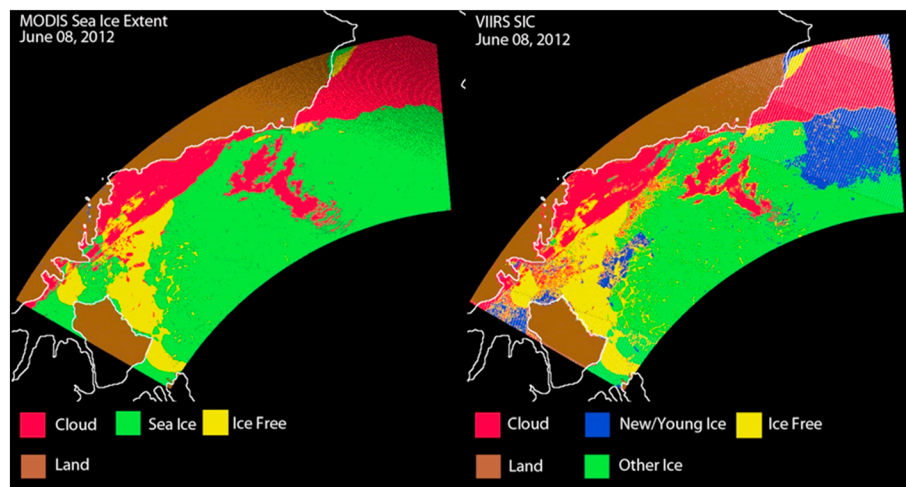 MODIS Sea Ice Extent
June 08, 2012
Cloud
Sea Ice
Ice Free
Land
VIIRS SIC
June 08, 2012
Cloud
New/Young Ice
Ice Free
Land
Other Ice